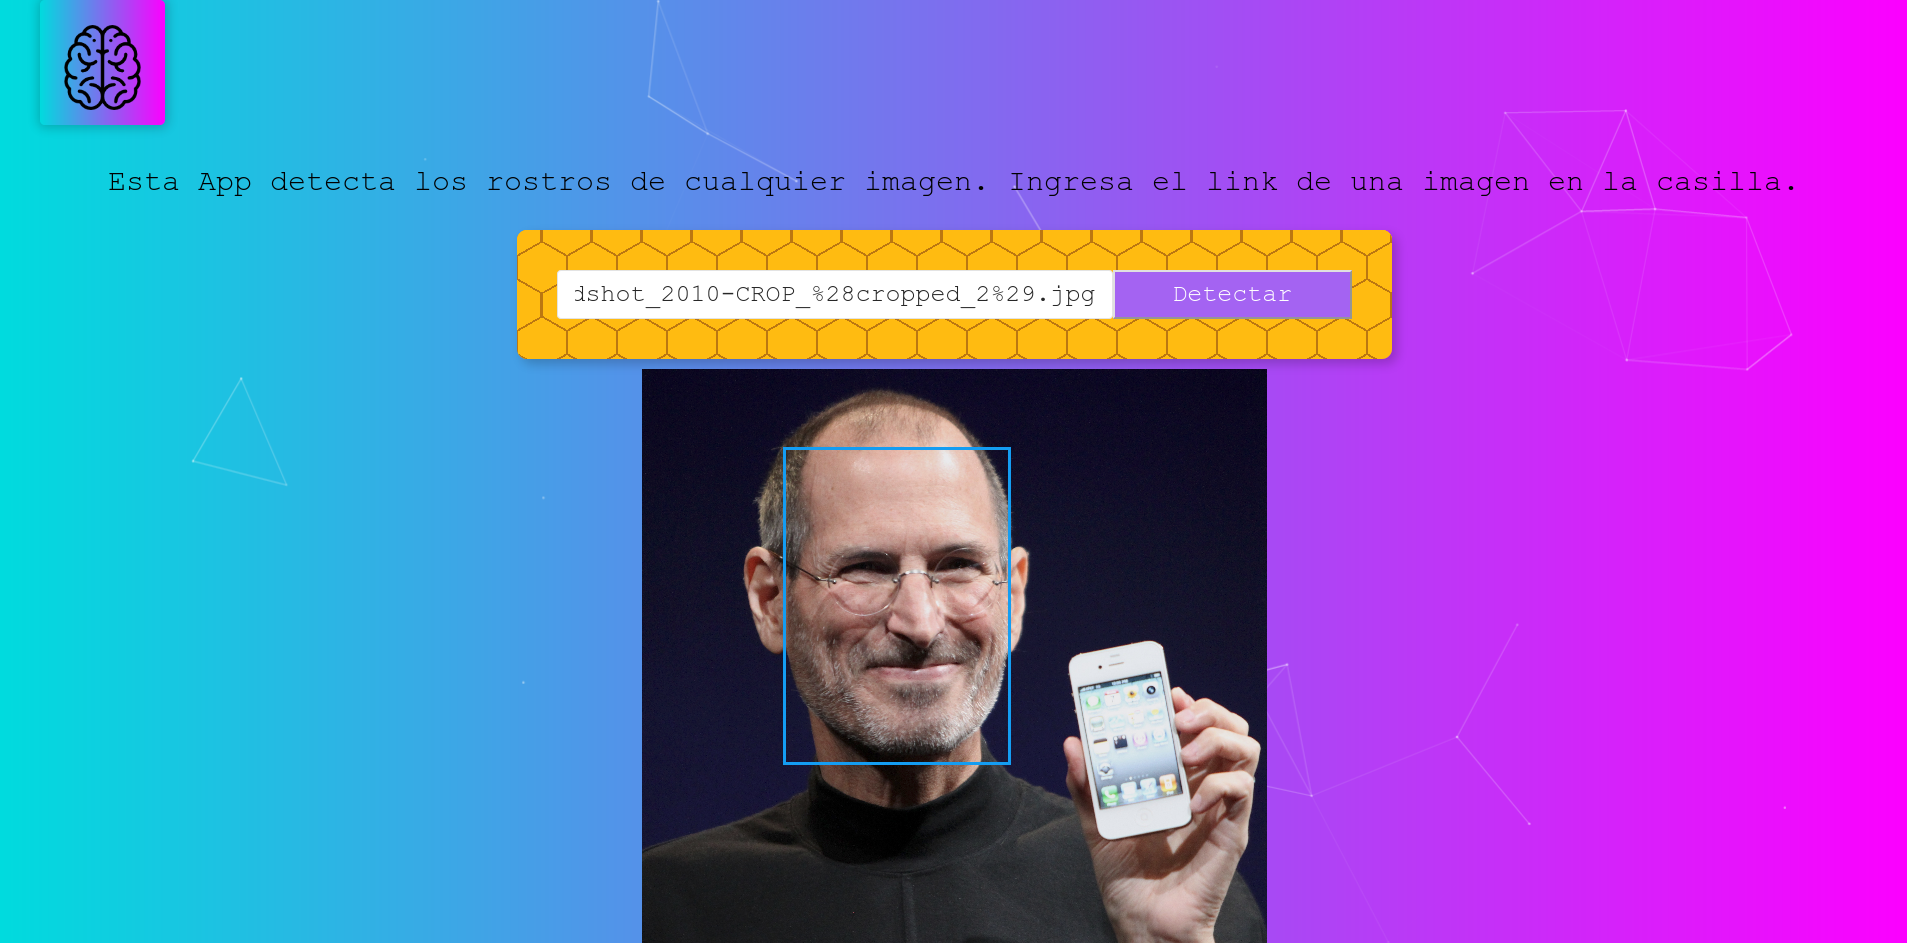 Esta App detecta los rostros de cualquier imagen. Ingresa el link de una imagen en la casilla.
dshot_2010-CROP_%28cropped_2%29.jpg
Detectar